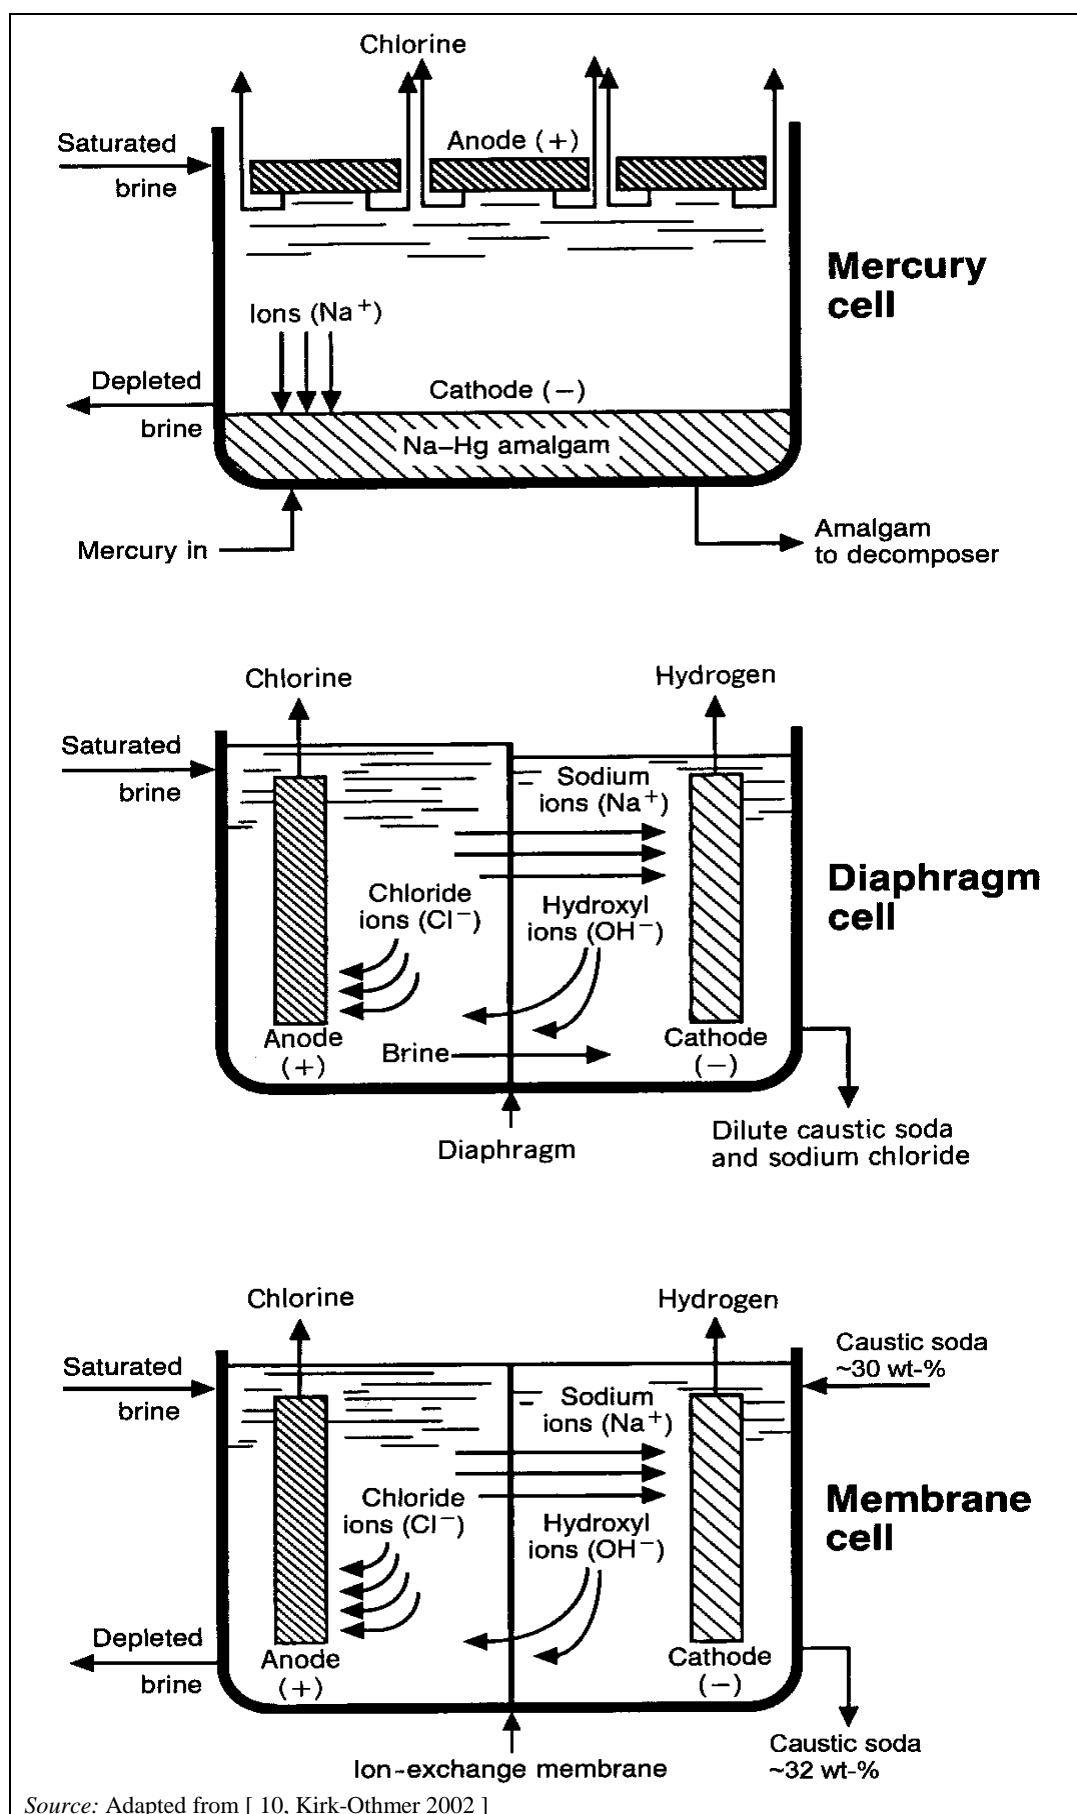 Chlorine
Saturated
brine
Anode (+)
Mercury
cell
Ions (Na+)
Depleted
brine
Cathode (−)
Na–Hg amalgam
Mercury in
Amalgam
to decomposer
Chlorine
Hydrogen
Saturated
brine
Sodium
ions (Na+)
Diaphragm
cell
Chloride
ions (Cl−)
Hydroxyl
ions (OH−)
Anode
(+)
Brine
Cathode
(−)
Diaphragm
Dilute caustic soda
and sodium chloride
Chlorine
Hydrogen
Saturated
brine
Caustic soda
~30 wt-%
Sodium
ions (Na+)
Membrane
cell
Chloride
ions (Cl−)
Hydroxyl
ions (OH−)
Depleted
brine
Anode
(+)
Cathode
(−)
Ion-exchange membrane
Caustic soda
~32 wt-%
Source: Adapted from [ 10, Kirk-Othmer 2002 ]